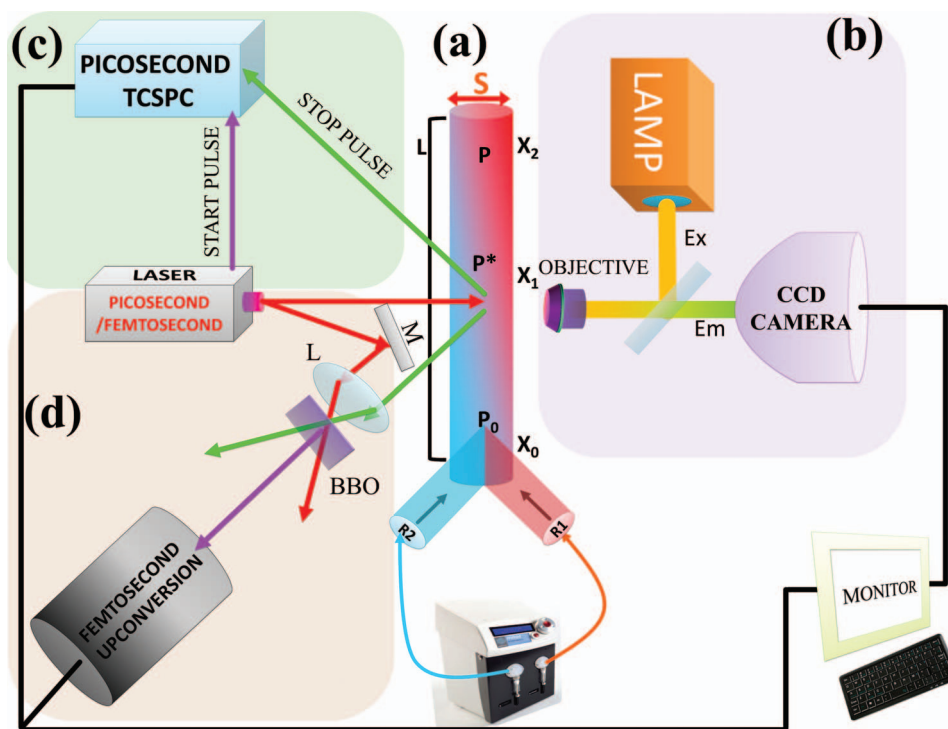 (c)
(a)
(b)
PICOSECOND
TCSPC
STOP PULSE
START PULSE
S
L
P
X2
P*
X1
P0
X0
LAMP
Ex
OBJECTIVE
Em
CCD
CAMERA
LASER
PICOSECOND
/FEMTOSECOND
M
L
(d)
BBO
R2
R1
FEMTOSECOND
UPCONVERSION
MONITOR